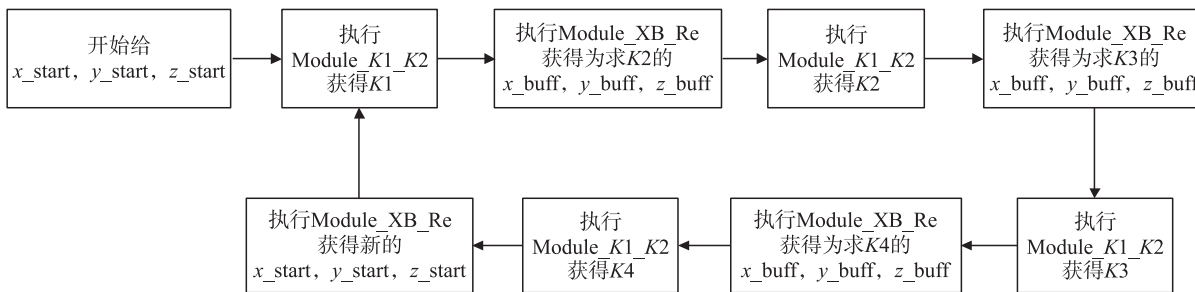 开始给
x_start，y_start，z_start
执行
Module_K1_K2
获得K1
执行Module_XB_Re
获得为求K2的
x_buff，y_buff，z_buff
执行
Module_K1_K2
获得K2
执行Module_XB_Re
获得为求K3的
x_buff，y_buff，z_buff
执行
Module_K1_K2
获得K3
执行Module_XB_Re
获得为求K4的
x_buff，y_buff，z_buff
执行
Module_K1_K2
获得K4
执行Module_XB_Re
获得新的
x_start，y_start，z_start